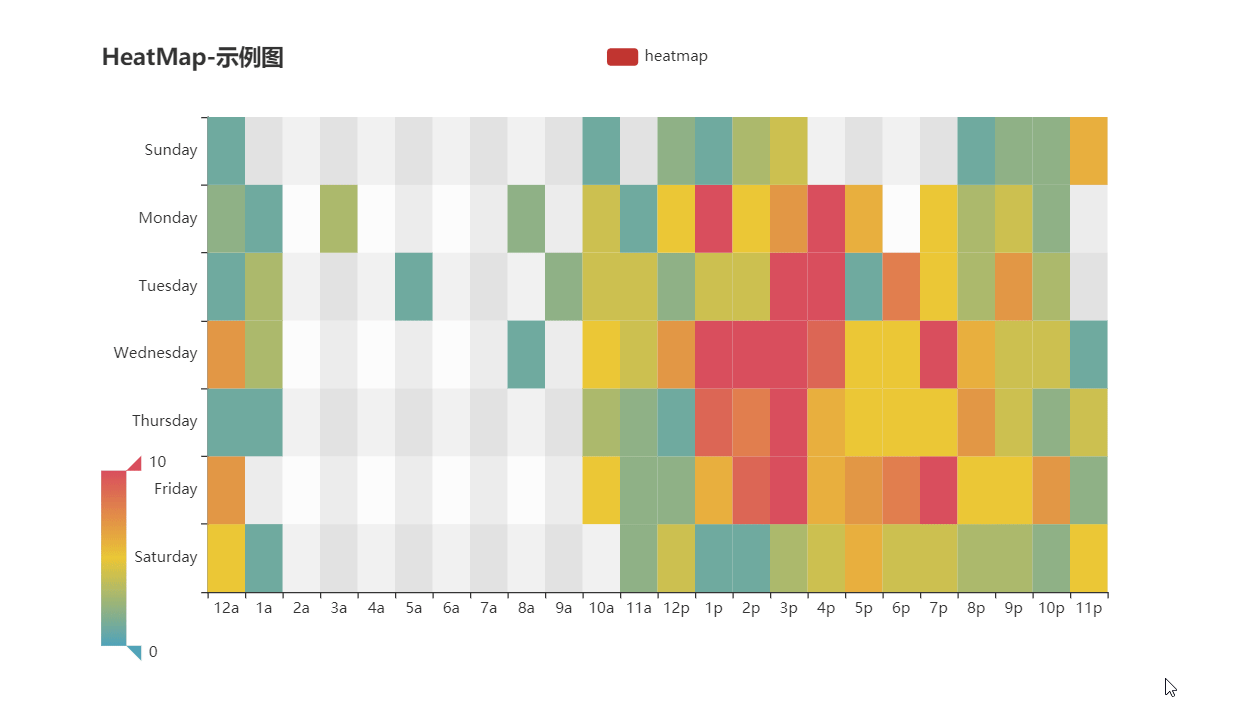 HeatMap-示例图
heatmap
Sunday
Monday
Tuesday
Wednesday
Thursday
10
Friday
Saturday
12a 1a 2a 3a 4a 5a 6a 7a 8a 9a 10a 11a 12p 1p 2p 3p 4p 5p 6p 7p 8p 9p 10p 11p
0